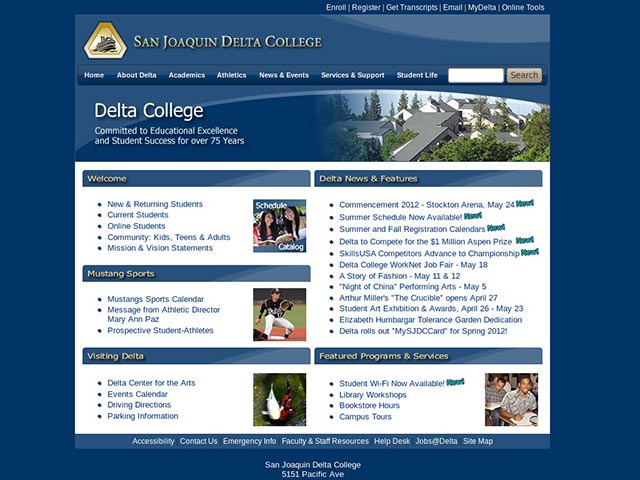 Enroll | Register | Get Transcripts | Email | MyDelta | Online Tools
SAN JOAQUIN DELTA COLLEGE
Home About Delta Academics Athletics News & Events Services & Support Student Life Search
Delta College
Committed to Educational Excellence
and Student Success for over 75 Years
Welcome
New & Returning Students
Current Students
Online Students
Community: Kids, Teens & Adults
Mission & Vision Statements
Schedule
Catalog
Mustang Sports
Mustangs Sports Calendar
Message from Athletic Director
Mary Ann Paz
Prospective Student-Athletes
Visiting Delta
Delta Center for the Arts
Events Calendar
Driving Directions
Parking Information
Delta News & Features
Commencement 2012 - Stockton Arena, May 24 New!
Summer Schedule Now Available! New!
Summer and Fall Registration Calendars New!
Delta to Compete for the $1 Million Aspen Prize New!
SkillsUSA Competitors Advance to Championship New!
Delta College WorkNet Job Fair - May 18
A Story of Fashion - May 11 & 12
"Night of China" Performing Arts - May 5
Arthur Miller's "The Crucible" opens April 27
Student Art Exhibition & Awards, April 26 - May 23
Elizabeth Humbargar Tolerance Garden Dedication
Delta rolls out "MySJDCCard" for Spring 2012!
Featured Programs & Services
Student Wi-Fi Now Available! New!
Library Workshops
Bookstore Hours
Campus Tours
Accessibility | Contact Us | Emergency Info | Faculty & Staff Resources | Help Desk | Jobs@Delta | Site Map
San Joaquin Delta College
5151 Pacific Ave